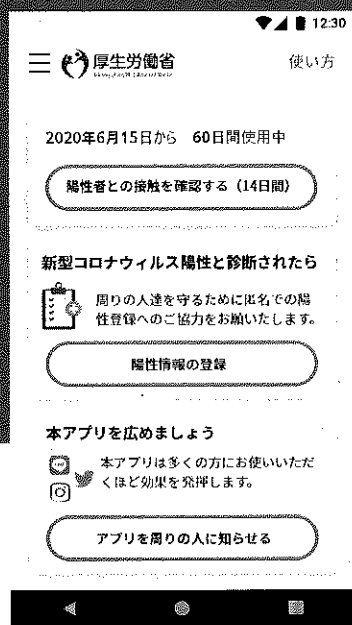 12:30
厚生労働省
使い方
2020年6月15日から 60日間使用中
陽性者との接触を確認する（14日間）
新型コロナウィルス陽性と診断されたら
周りの人達を守るために匿名での陽
性登録へのご協力をお願いいたします。
陽性情報の登録
本アプリを広めましょう
本アプリは多くの方にお使いいただ
くほど効果を発揮します。
アプリを周りの人に知らせる